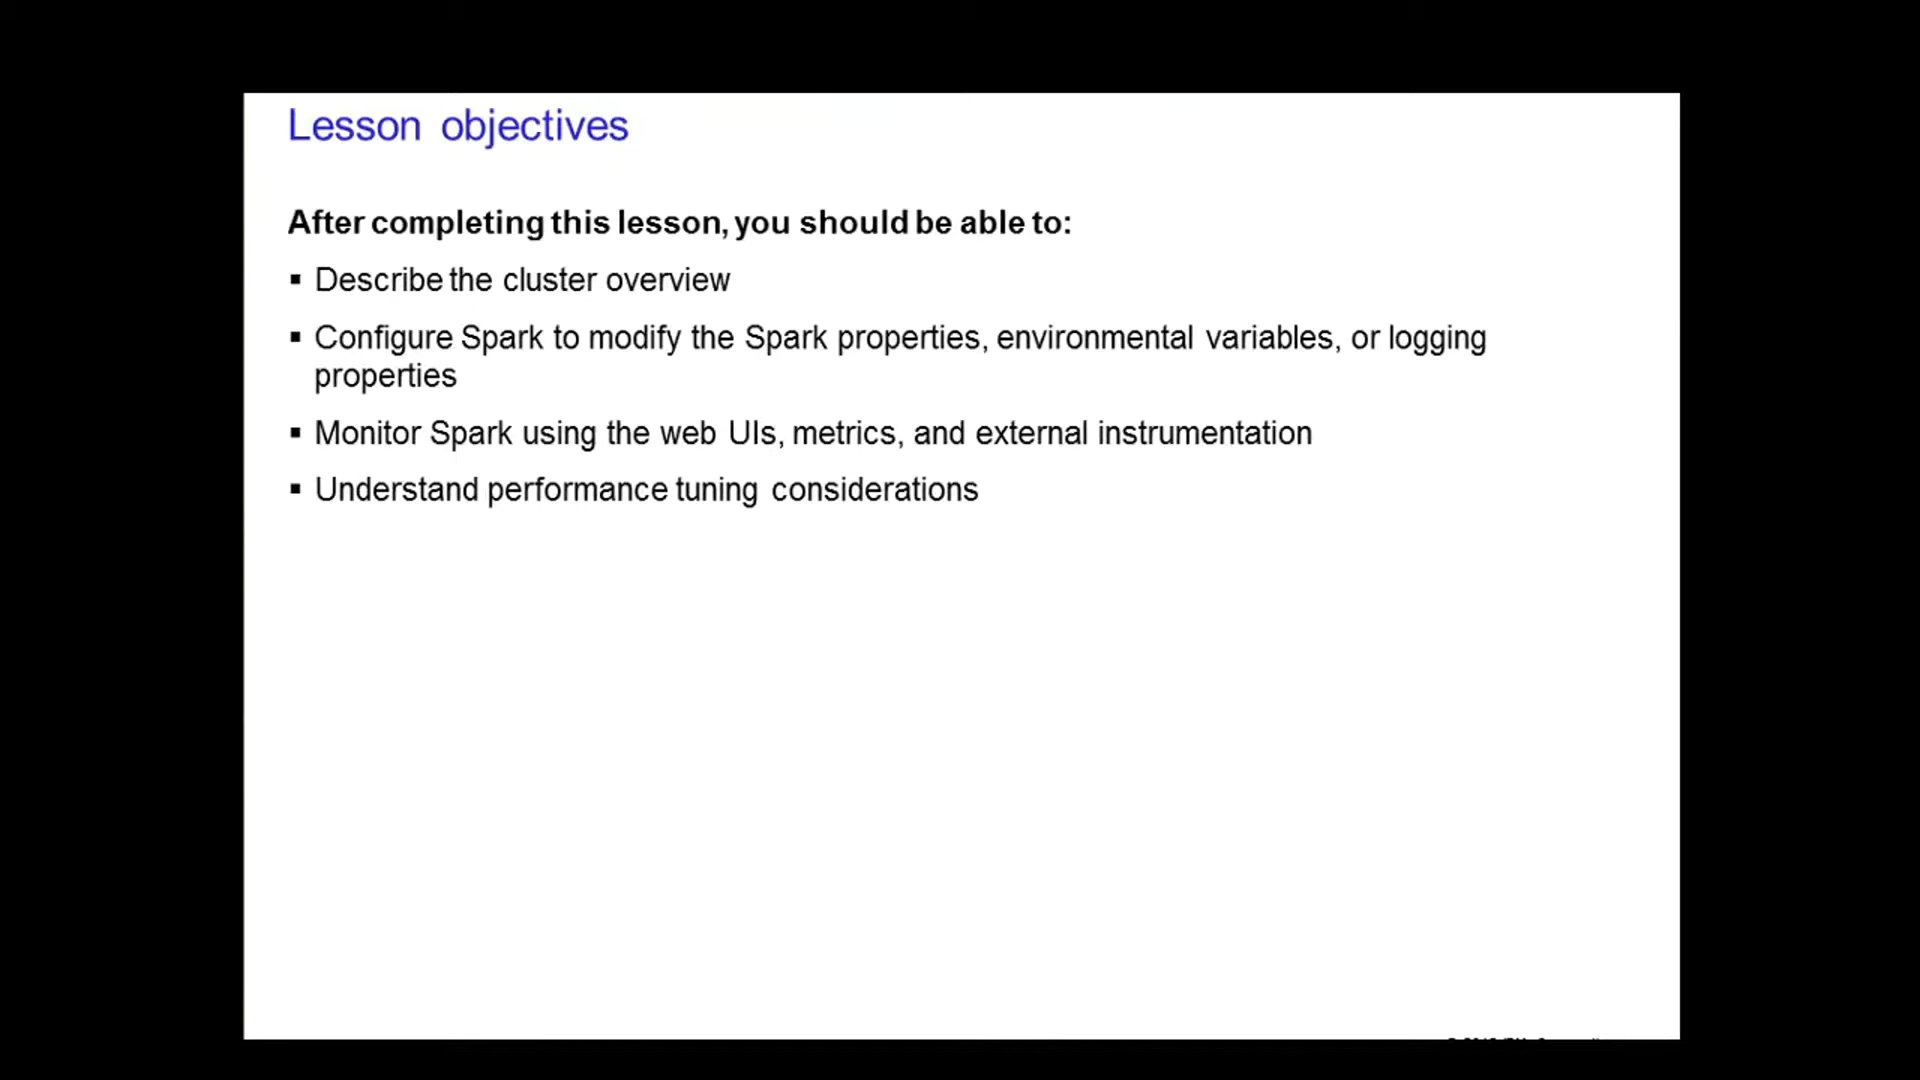 Lesson objectives
After completing this lesson, you should be able to:
▪ Describe the cluster overview
▪ Configure Spark to modify the Spark properties, environmental variables, or logging
properties
▪ Monitor Spark using the web UIs, metrics, and external instrumentation
▪ Understand performance tuning considerations